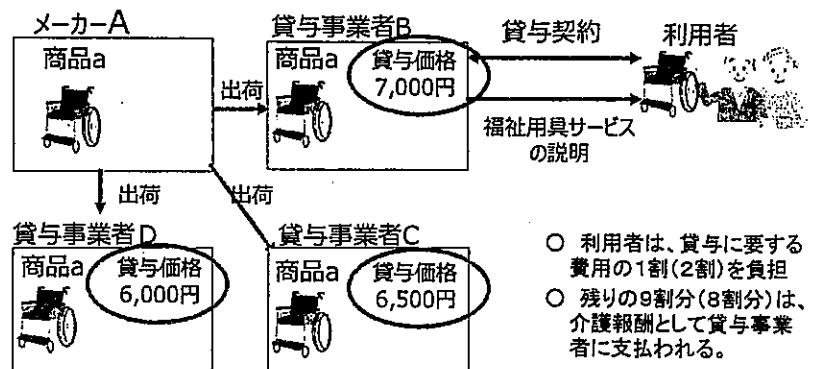 メーカーA
商品a
出荷
貸与事業者B
商品a
貸与価格
7,000円
貸与契約
利用者
福祉用具サービス
の説明
出荷
出荷
貸与事業者D
商品a
貸与価格
6,000円
貸与事業者C
商品a
貸与価格
6,500円
○ 利用者は、貸与に要する
費用の1割(2割)を負担
○ 残りの9割分(8割分)は、
介護報酬として貸与事業
者に支払われる。